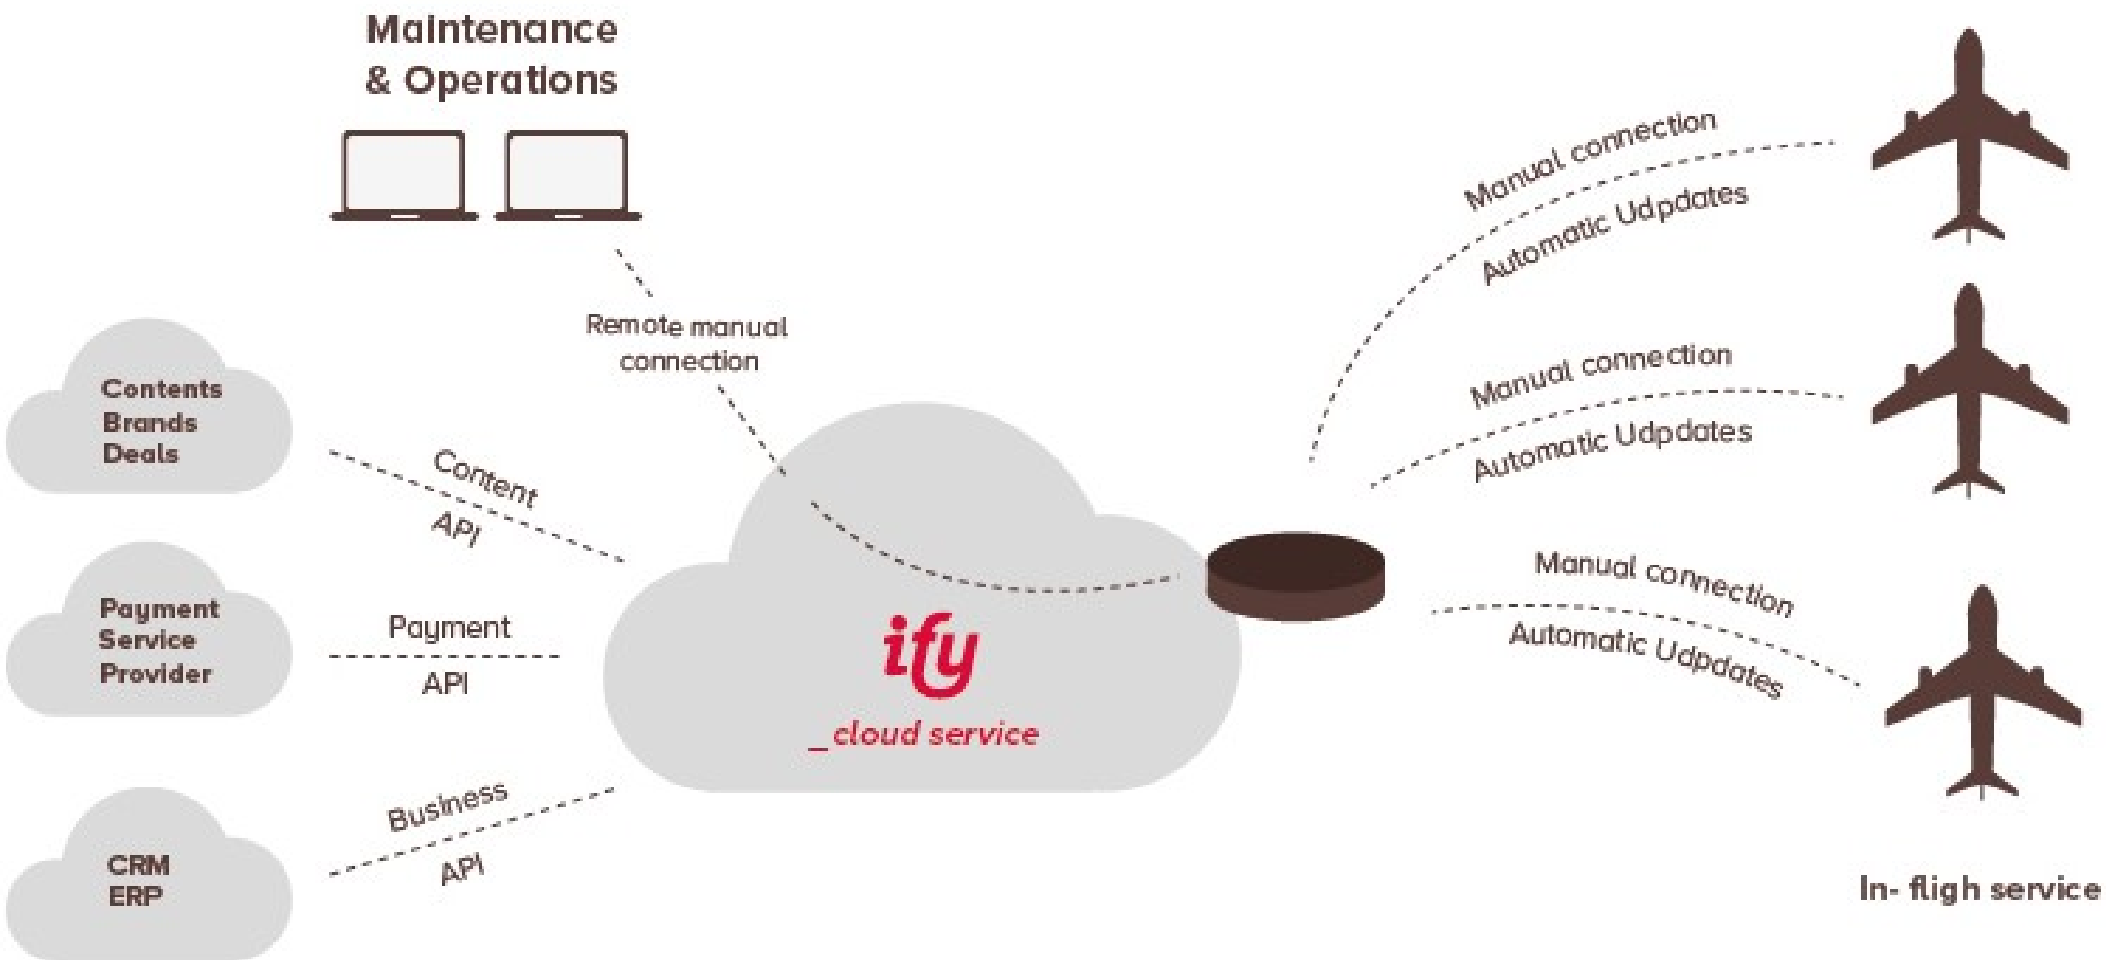 Maintenance
& Operations
Remote manual
connection
Contents
Brands
Deals
Content
API
Payment
Service
Provider
Payment
API
CRM
ERP
Business
API
ify
_cloud service
Manual connection
Automatic Udpdates
Manual connection
Automatic Udpdates
Manual connection
Automatic Udpdates
In- fligh service